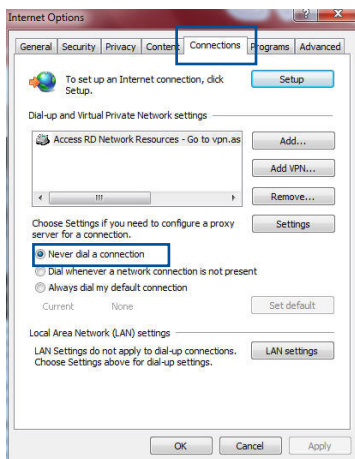 Internet Options
General Security Privacy Content Connections Programs Advanced
To set up an Internet connection, click
Setup.
Setup
Dial-up and Virtual Private Network settings
Access RD Network Resources - Go to vpn.as
Add...
Add VPN...
Remove...
Choose Settings if you need to configure a proxy
server for a connection.
Settings
Never dial a connection
Dial whenever a network connection is not present
Always dial my default connection
Current None
Set default
Local Area Network (LAN) settings
LAN Settings do not apply to dial-up connections.
Choose Settings above for dial-up settings.
LAN settings
OK Cancel Apply